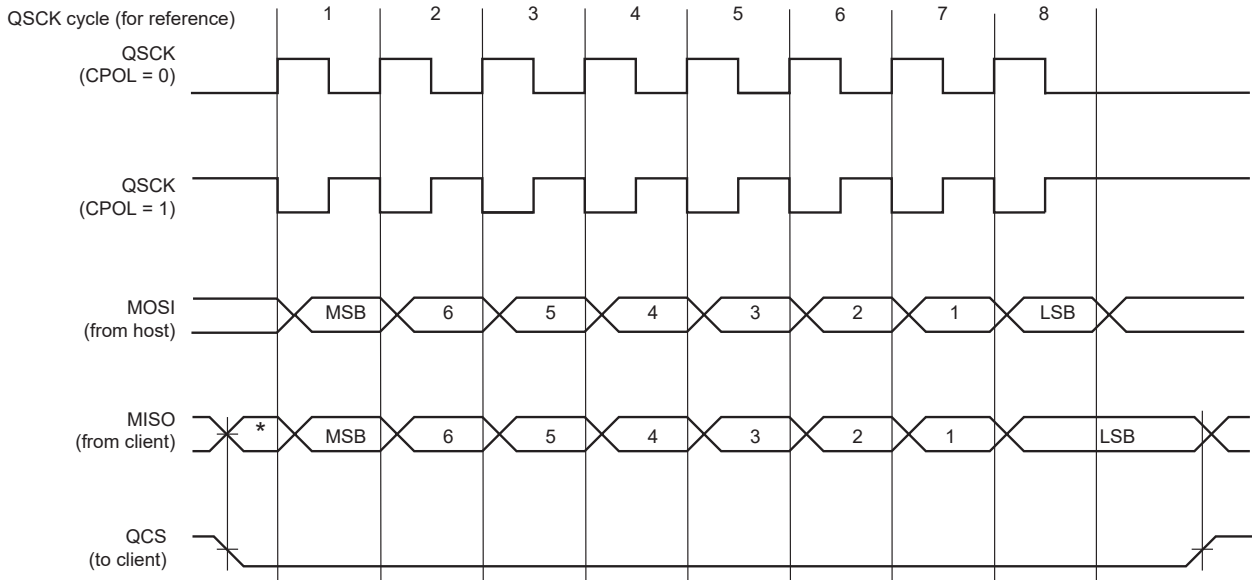 QSCK cycle (for reference) 1 2 3 4 5 6 7 8
QSCK
(CPOL = 0)
QSCK
(CPOL = 1)
MOSI
(from host)
MSB 6 5 4 3 2 1 LSB
MISO
(from client)
* MSB 6 5 4 3 2 1 LSB
QCS
(to client)